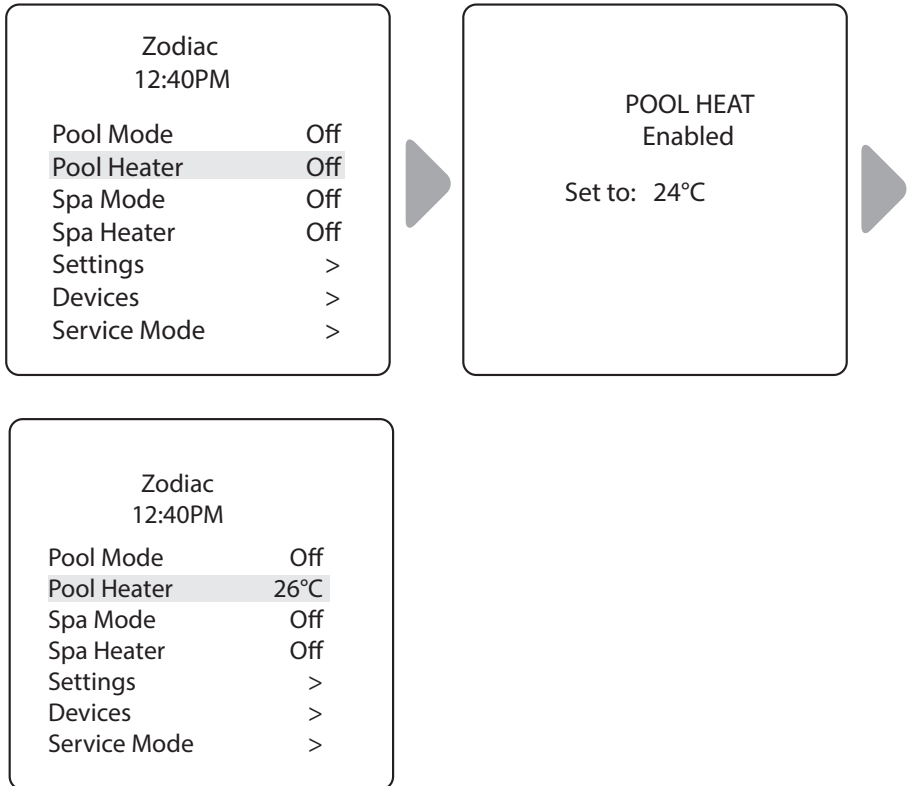 Zodiac
12:40PM
Pool Mode Off
Pool Heater Off
Spa Mode Off
Spa Heater Off
Settings >
Devices >
Service Mode >
POOL HEAT
Enabled
Set to: 24°C
Zodiac
12:40PM
Pool Mode Off
Pool Heater 26°C
Spa Mode Off
Spa Heater Off
Settings >
Devices >
Service Mode >